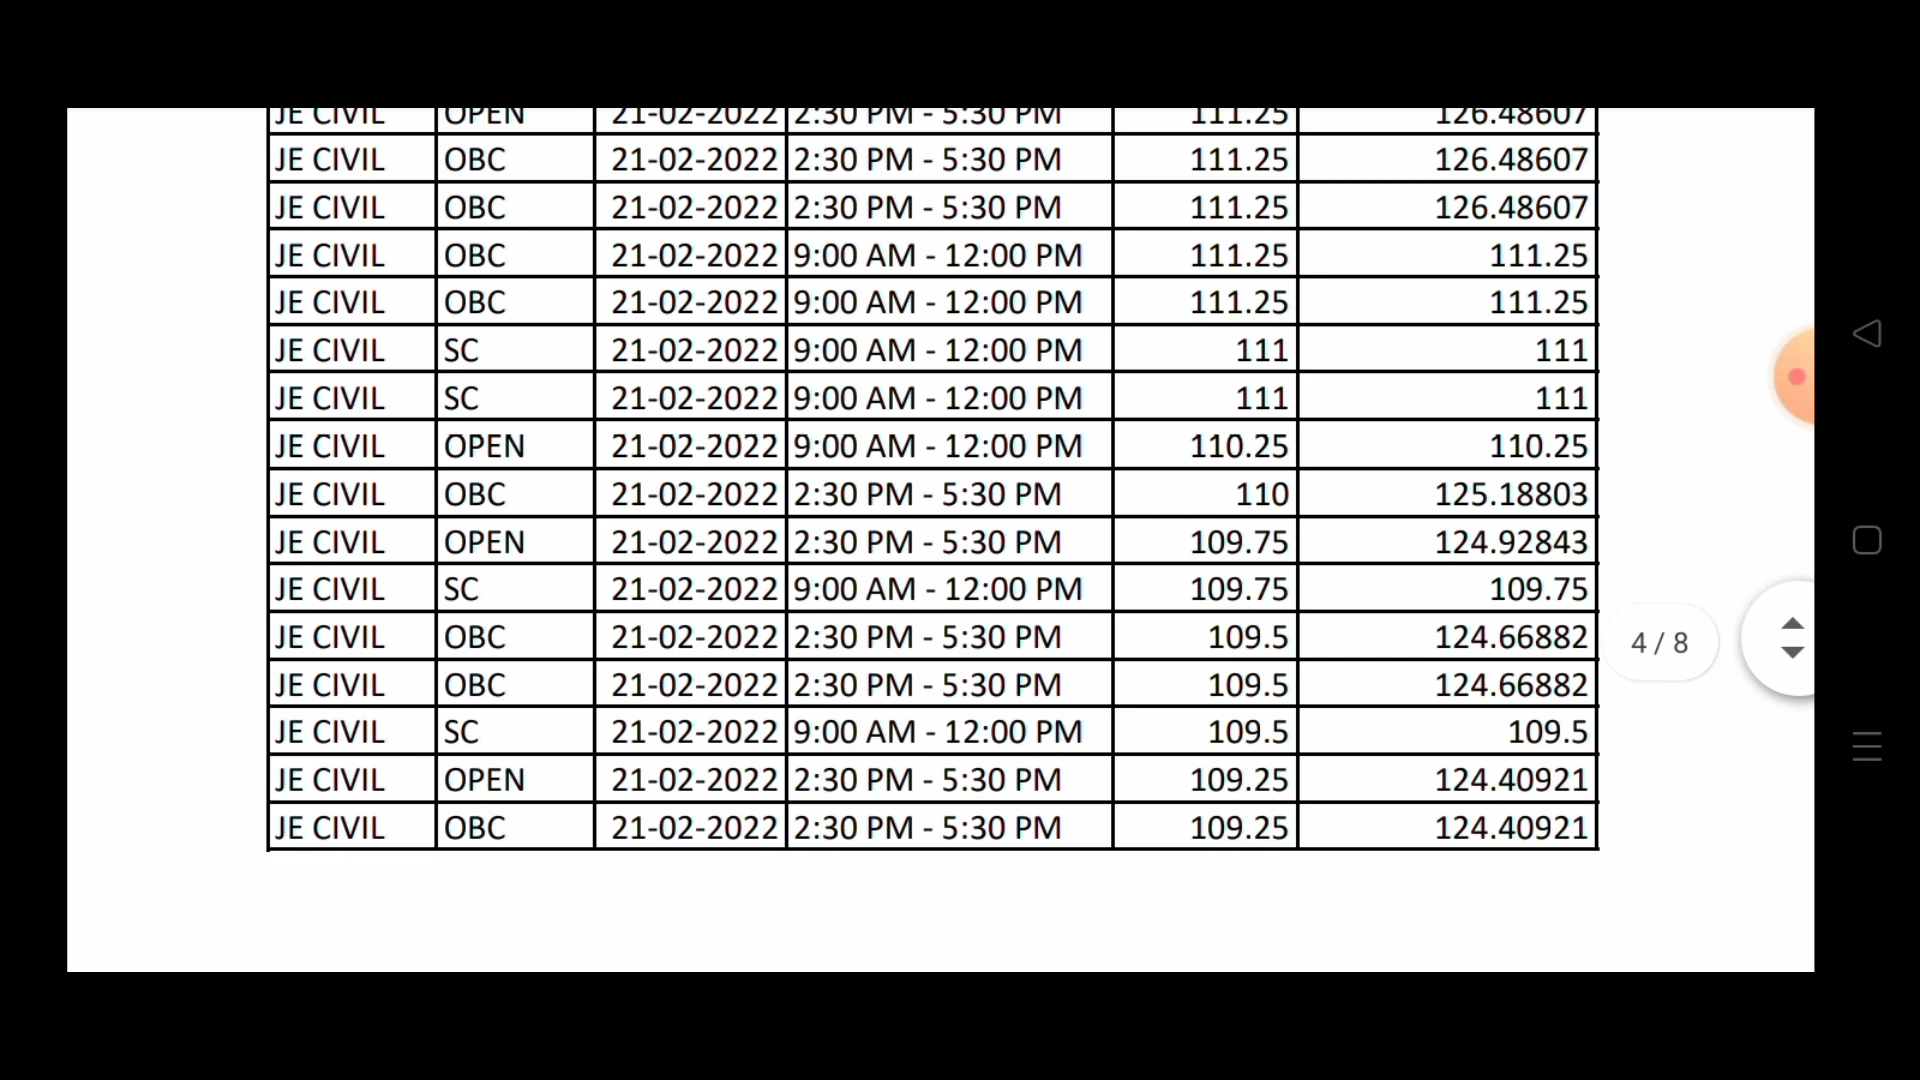 JE CIVIL OPEN 21-02-2022 2:30 PM - 5:30 PM 111.25 126.48607
JE CIVIL OBC 21-02-2022 2:30 PM - 5:30 PM 111.25 126.48607
JE CIVIL OBC 21-02-2022 2:30 PM - 5:30 PM 111.25 126.48607
JE CIVIL OBC 21-02-2022 9:00 AM - 12:00 PM 111.25 111.25
JE CIVIL OBC 21-02-2022 9:00 AM - 12:00 PM 111.25 111.25
JE CIVIL SC 21-02-2022 9:00 AM - 12:00 PM 111 111
JE CIVIL SC 21-02-2022 9:00 AM - 12:00 PM 111 111
JE CIVIL OPEN 21-02-2022 9:00 AM - 12:00 PM 110.25 110.25
JE CIVIL OBC 21-02-2022 2:30 PM - 5:30 PM 110 125.18803
JE CIVIL OPEN 21-02-2022 2:30 PM - 5:30 PM 109.75 124.92843
JE CIVIL SC 21-02-2022 9:00 AM - 12:00 PM 109.75 109.75
JE CIVIL OBC 21-02-2022 2:30 PM - 5:30 PM 109.5 124.66882
4 / 8
JE CIVIL OBC 21-02-2022 2:30 PM - 5:30 PM 109.5 124.66882
JE CIVIL SC 21-02-2022 9:00 AM - 12:00 PM 109.5 109.5
JE CIVIL OPEN 21-02-2022 2:30 PM - 5:30 PM 109.25 124.40921
JE CIVIL OBC 21-02-2022 2:30 PM - 5:30 PM 109.25 124.40921